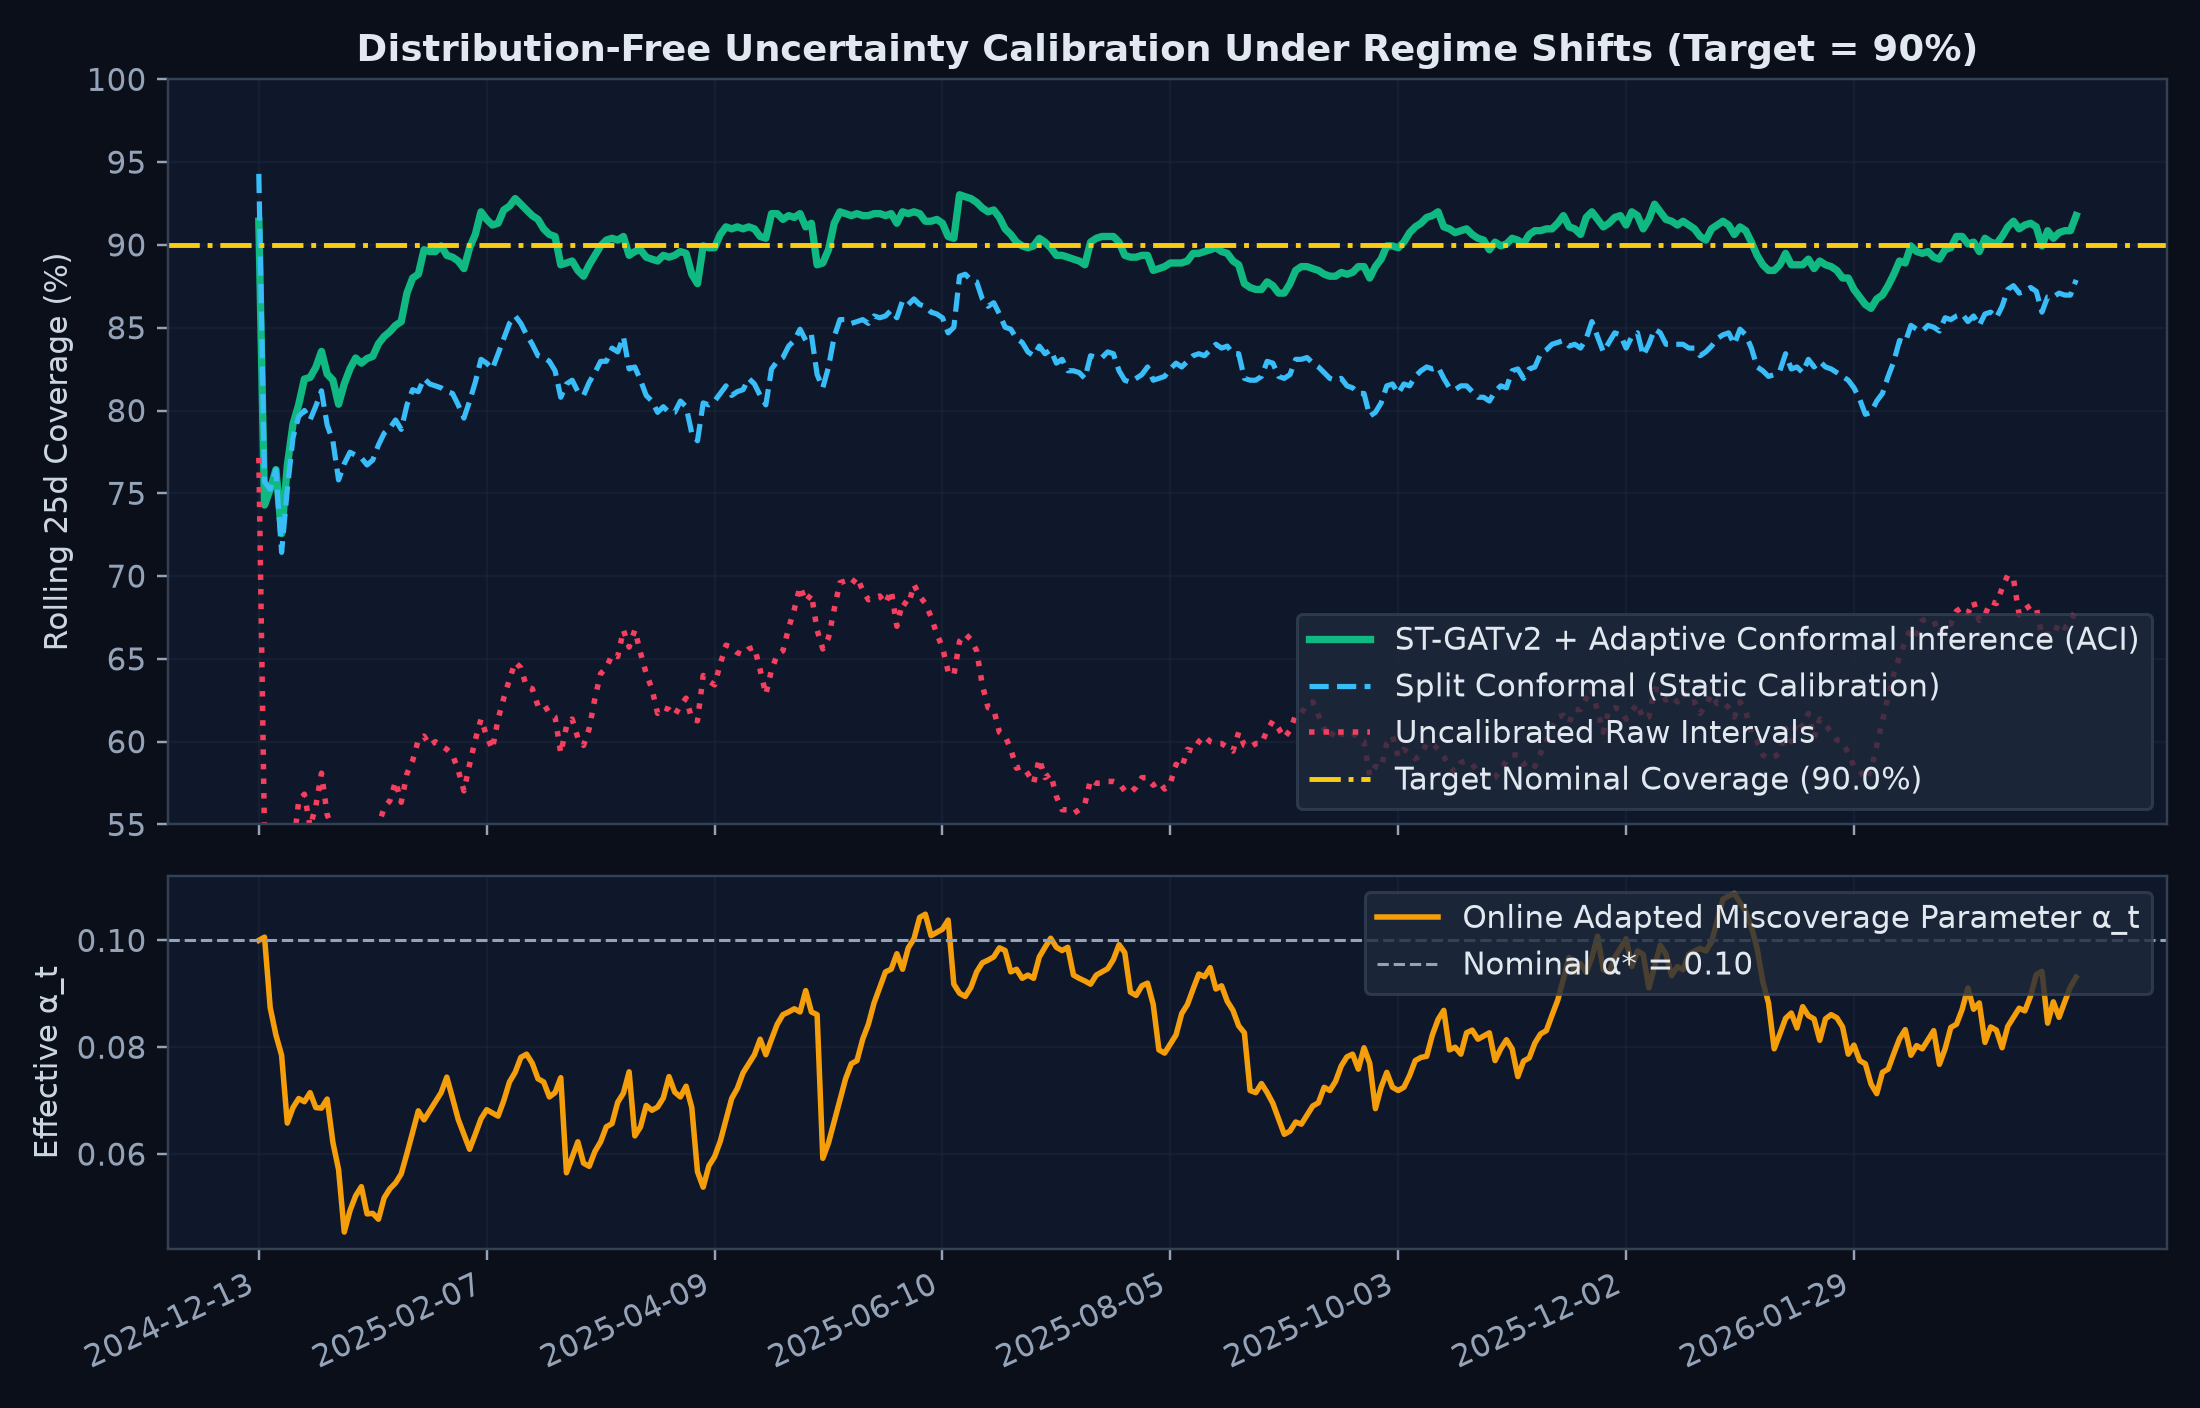 Distribution-Free Uncertainty Calibration Under Regime Shifts (Target = 90%)
Rolling 25d Coverage (%)
100
95
90
85
80
75
70
65
60
55
ST-GATv2 + Adaptive Conformal Inference (ACI)
Split Conformal (Static Calibration)
Uncalibrated Raw Intervals
Target Nominal Coverage (90.0%)
Effective α_t
0.10
0.08
0.06
Online Adapted Miscoverage Parameter α_t
Nominal α* = 0.10
2024-12-13
2025-02-07
2025-04-09
2025-06-10
2025-08-05
2025-10-03
2025-12-02
2026-01-29